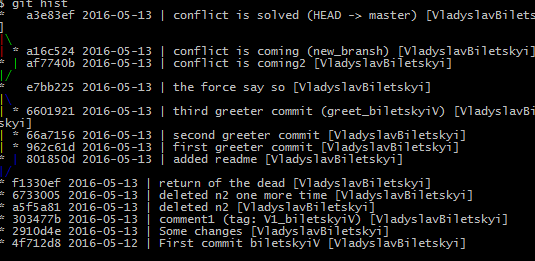 $ git hist
*   a3e83ef 2016-05-13 | conflict is solved (HEAD -> master) [VladyslavBiletskyi
]
|\
| * a16c524 2016-05-13 | conflict is coming (new_bransh) [VladyslavBiletskyi]
* | af7740b 2016-05-13 | conflict is coming2 [VladyslavBiletskyi]
|/
*   e7bb225 2016-05-13 | the force say so [VladyslavBiletskyi]
|\
| * 6601921 2016-05-13 | third greeter commit (greet_biletskyiV) [VladyslavBilet
skyi]
| * 66a7156 2016-05-13 | second greeter commit [VladyslavBiletskyi]
| * 962c61d 2016-05-13 | first greeter commit [VladyslavBiletskyi]
* | 801850d 2016-05-13 | added readme [VladyslavBiletskyi]
|/
* f1330ef 2016-05-13 | return of the dead [VladyslavBiletskyi]
* 6733005 2016-05-13 | deleted n2 one more time [VladyslavBiletskyi]
* a5f5a81 2016-05-13 | deleted n2 [VladyslavBiletskyi]
* 303477b 2016-05-13 | comment1 (tag: V1_biletskyiV) [VladyslavBiletskyi]
* 2910d4e 2016-05-13 | Some changes [VladyslavBiletskyi]
* 4f712d8 2016-05-12 | First commit biletskyiV [VladyslavBiletskyi]